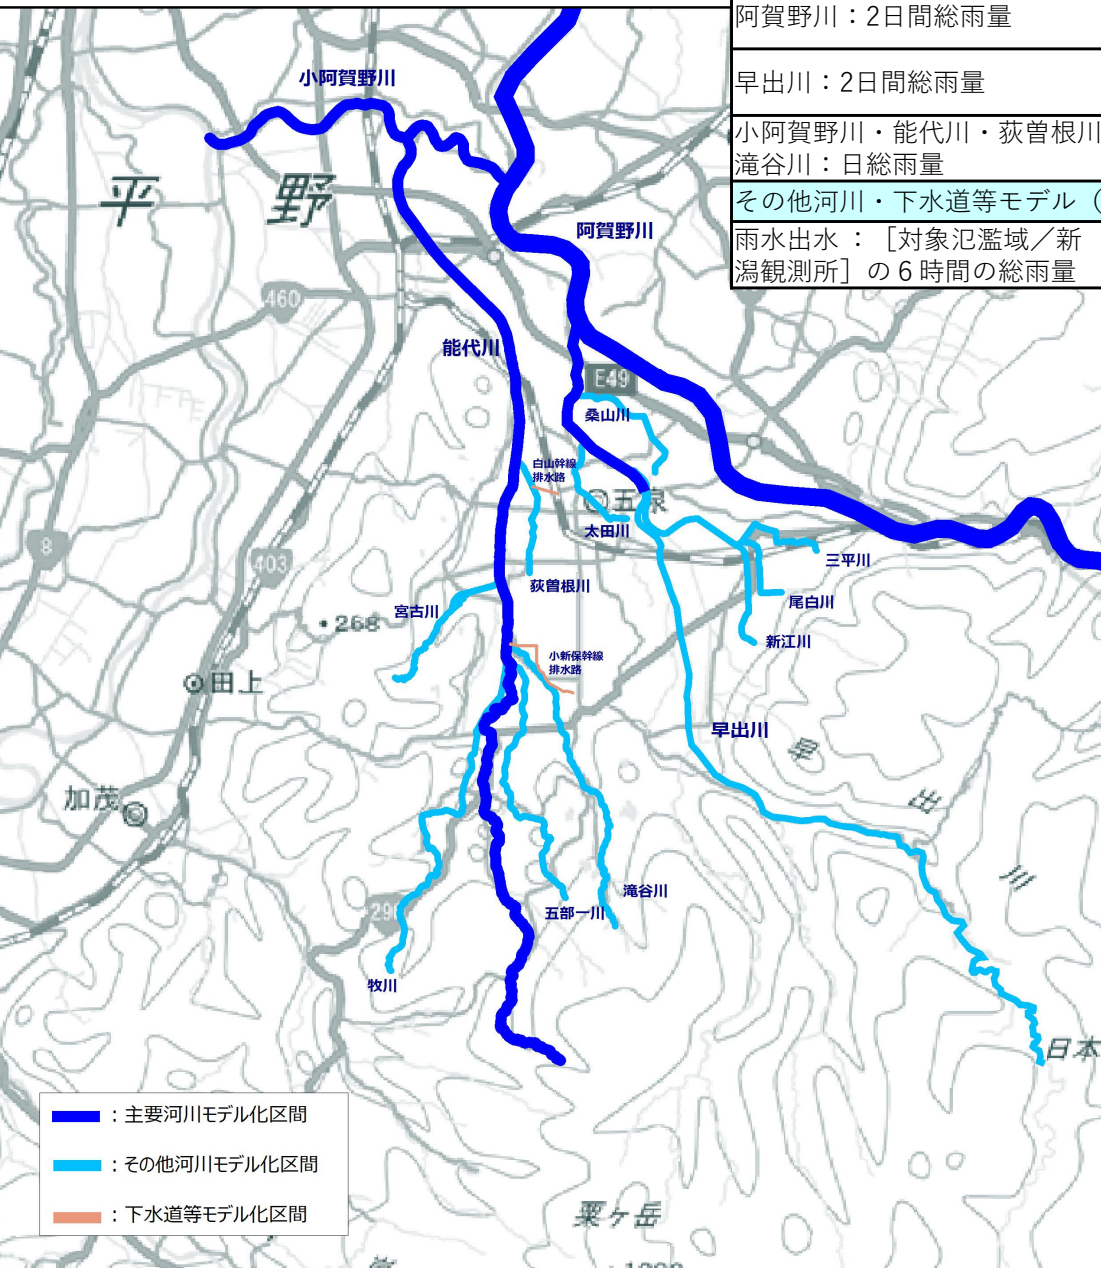 阿賀野川：2日間総雨量
早出川：2日間総雨量
小阿賀野川・能代川・荻曽根川
滝谷川：日総雨量
その他河川・下水道等モデル（
雨水出水：［対象氾濫域／新
潟観測所］の６時間の総雨量
小阿賀野川
平野
阿賀野川
460
能代川
E49
桑山川
白山幹線
排水路
五泉
太田川
8
403
三平川
荻曽根川
尾白川
宮古川
・268
新江川
小新保幹線
排水路
田上
早出川
早出川
加茂
滝谷川
五部一川
290
牧川
日本
：主要河川モデル化区間
：その他河川モデル化区間
：下水道等モデル化区間
粟ヶ岳